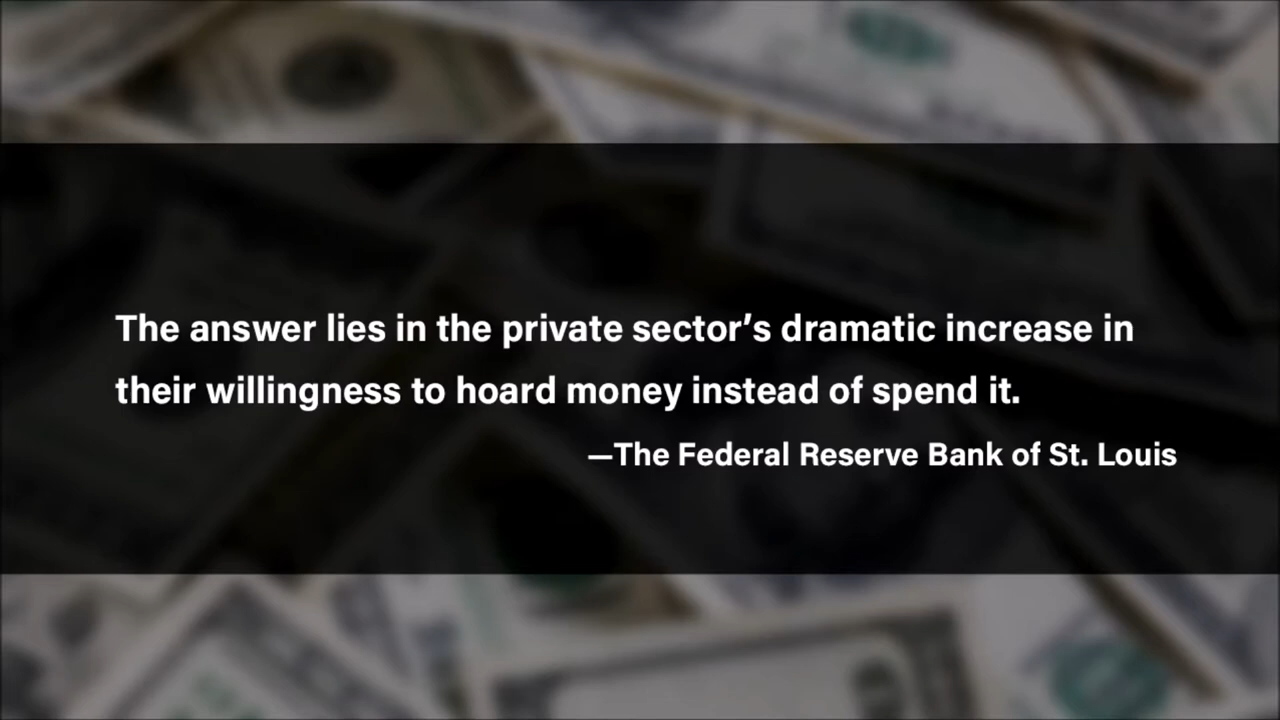 The answer lies in the private sector’s dramatic increase in
their willingness to hoard money instead of spend it.
—The Federal Reserve Bank of St. Louis